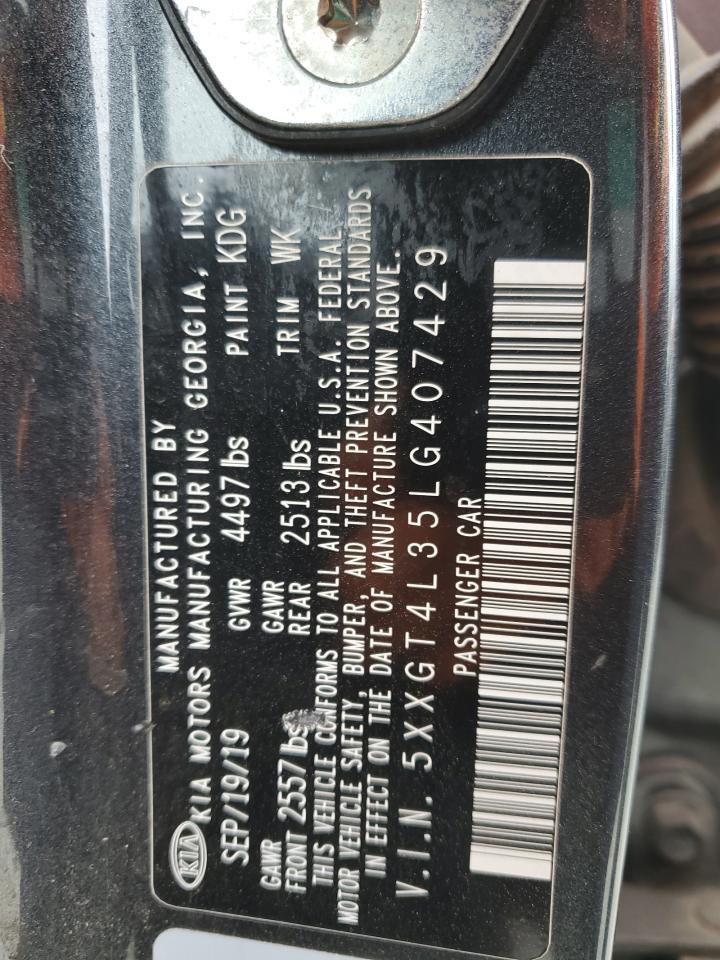 MANUFACTURED BY
KIA KIA MOTORS MANUFACTURING GEORGIA, INC.
SEP/19/19 GVWR 4497 lbs PAINT KDG
GAWR FRONT 2557 lbs GAWR REAR 2513 lbs TRIM WK
THIS VEHICLE CONFORMS TO ALL APPLICABLE U.S.A. FEDERAL
MOTOR VEHICLE SAFETY, BUMPER, AND THEFT PREVENTION STANDARDS
IN EFFECT ON THE DATE OF MANUFACTURE SHOWN ABOVE.
V.I.N. 5XXGT4L35LG407429
PASSENGER CAR